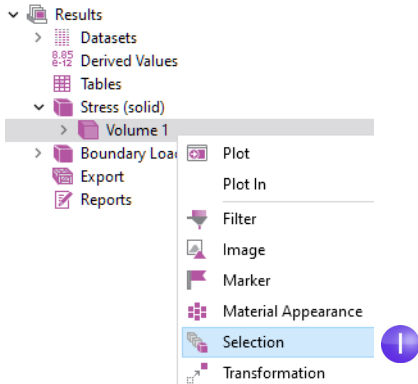 Results
Datasets
8.85
e-12 Derived Values
Tables
Stress (solid)
Volume 1
Boundary Loa
Plot
Export
Plot In
Reports
Filter
Image
Marker
Material Appearance
Selection
Transformation